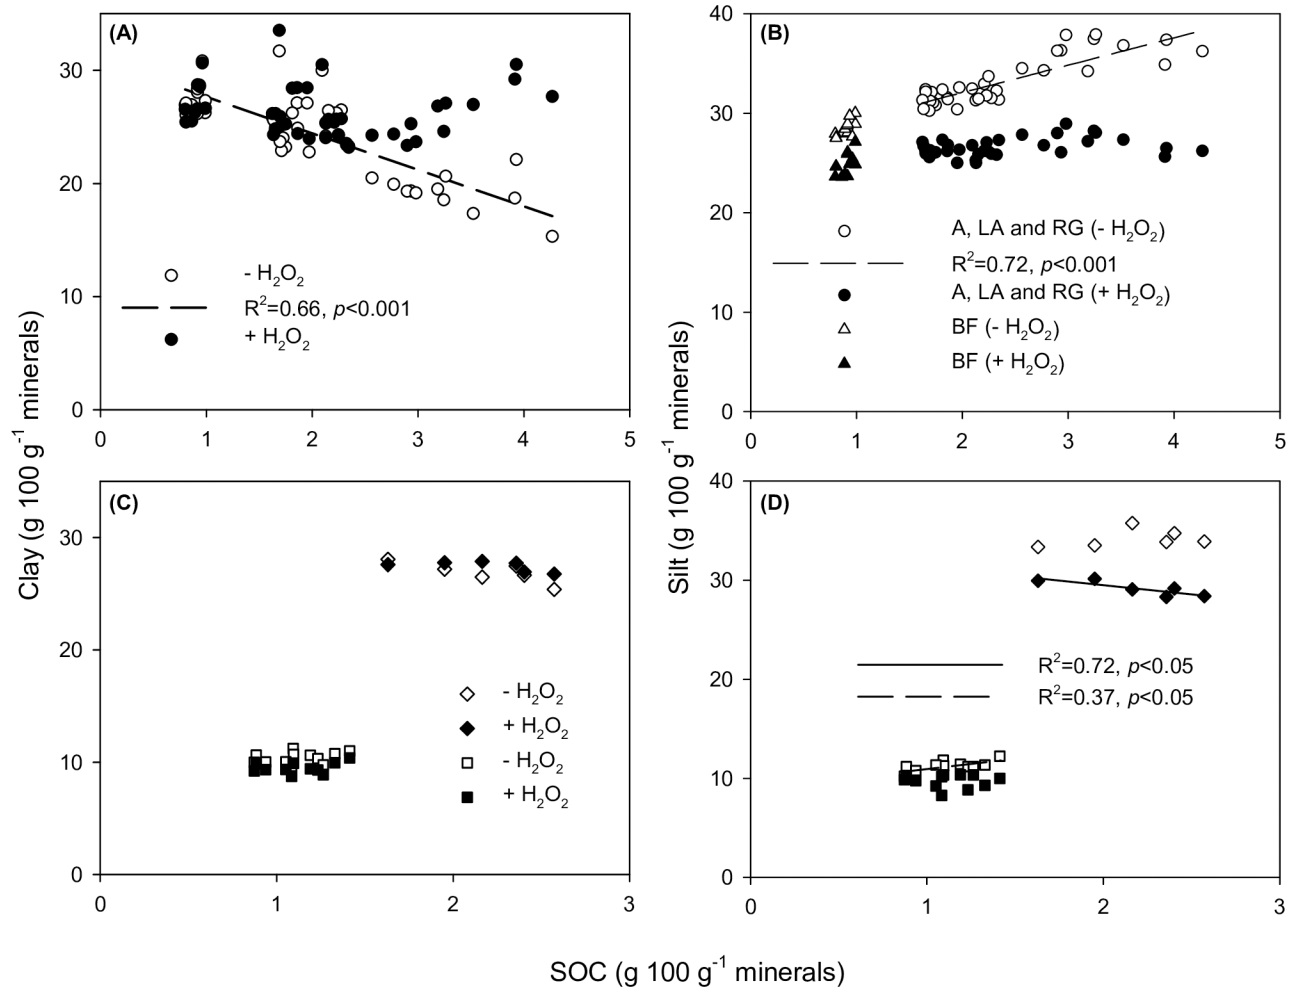 (A)
30
20
10
0
0 1 2 3 4 5
- H₂O₂
R²=0.66, p<0.001
+ H₂O₂
(B)
40
30
20
10
0
0 1 2 3 4 5
A, LA and RG (- H₂O₂)
R²=0.72, p<0.001
A, LA and RG (+ H₂O₂)
BF (- H₂O₂)
BF (+ H₂O₂)
Clay (g 100 g⁻¹ minerals)
Silt (g 100 g⁻¹ minerals)
(C)
30
20
10
0
0 1 2 3
- H₂O₂
+ H₂O₂
- H₂O₂
+ H₂O₂
(D)
40
30
20
10
0
0 1 2 3
R²=0.72, p<0.05
R²=0.37, p<0.05
SOC (g 100 g⁻¹ minerals)